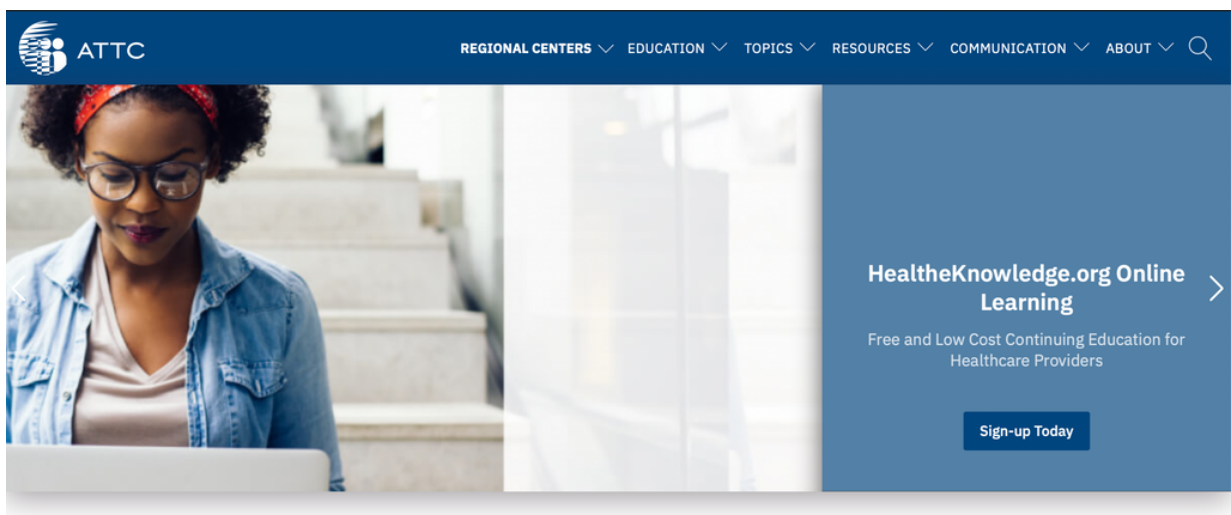 ATTC
REGIONAL CENTERS EDUCATION TOPICS RESOURCES COMMUNICATION ABOUT
HealtheKnowledge.org Online
Learning
Free and Low Cost Continuing Education for
Healthcare Providers
Sign-up Today